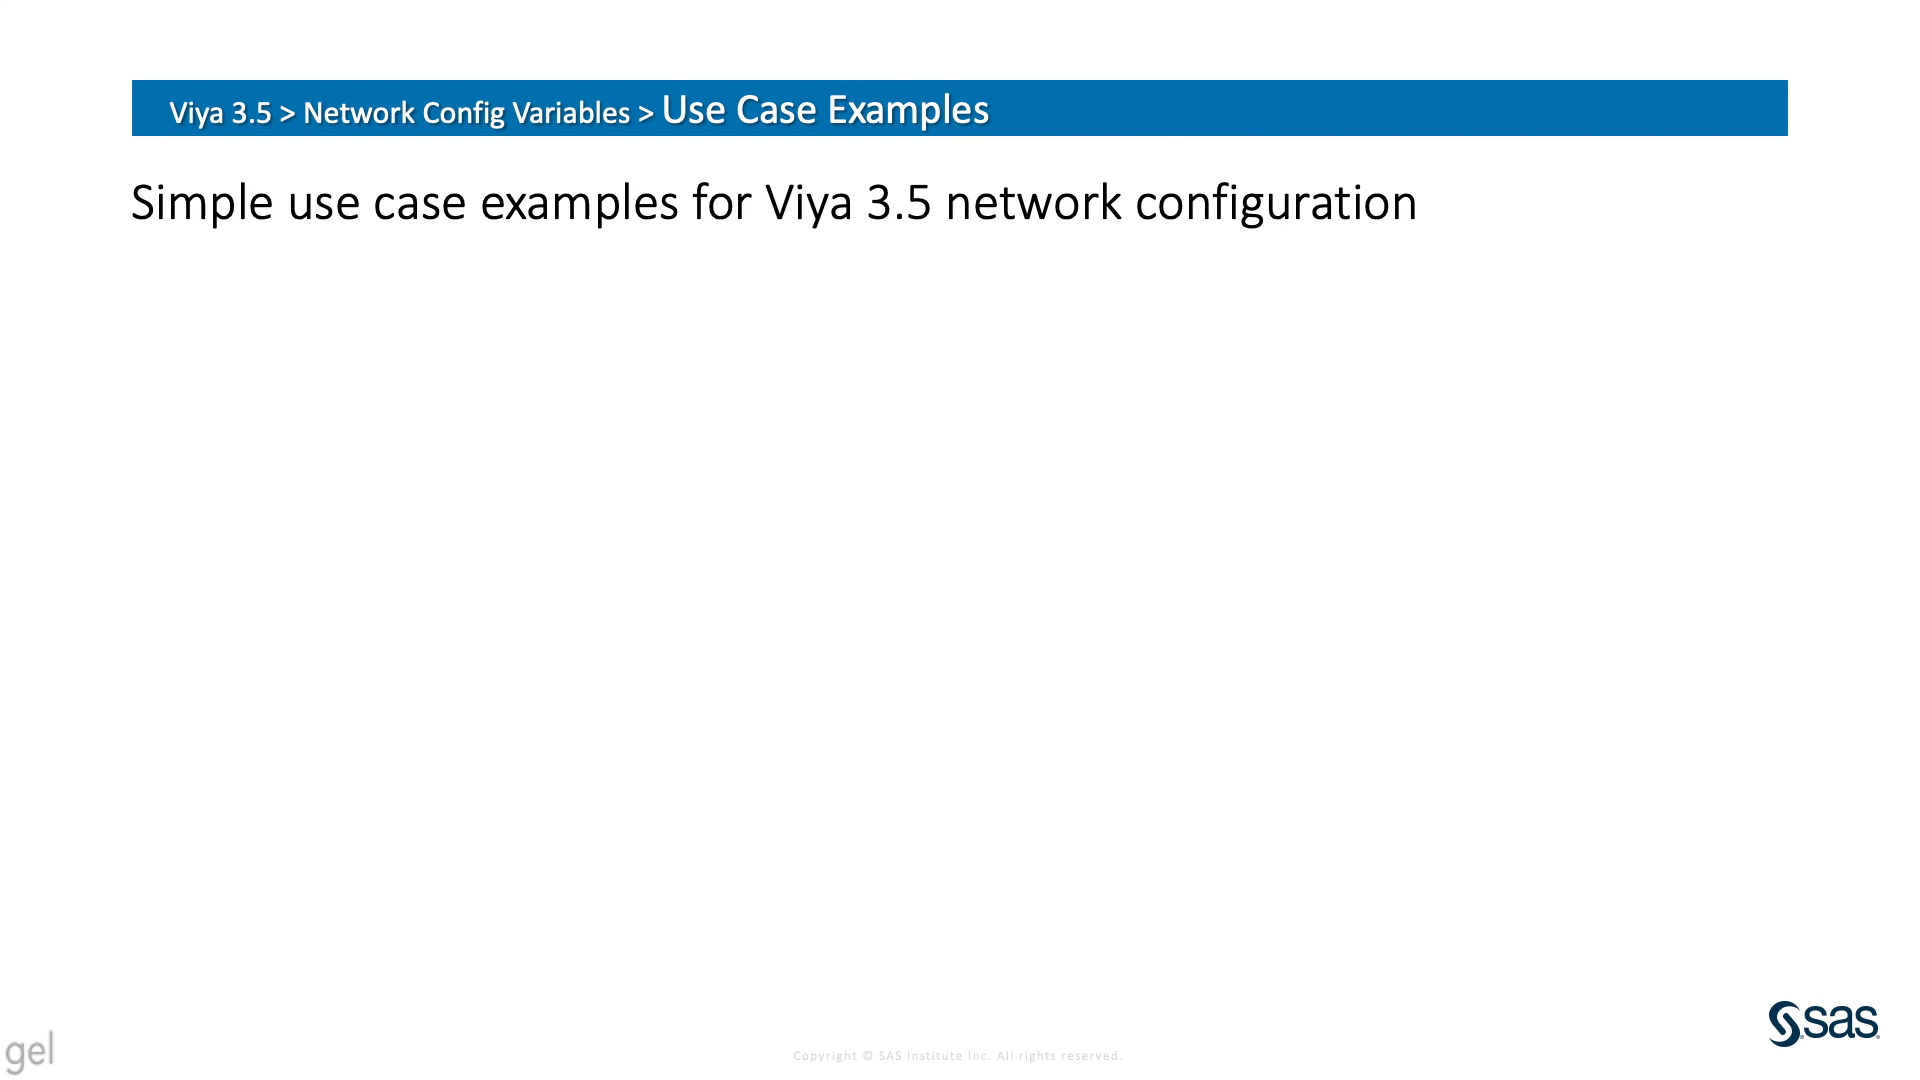 Viya 3.5 > Network Config Variables > Use Case Examples
Simple use case examples for Viya 3.5 network configuration
sas
gel
Copyright © SAS Institute Inc. All rights reserved.